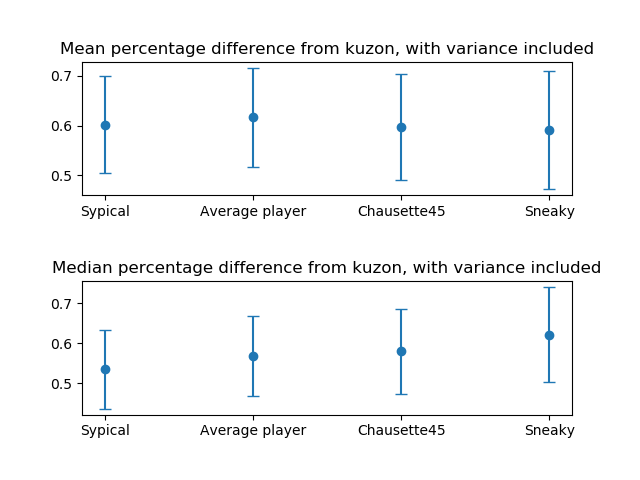 Mean percentage difference from kuzon, with variance included
0.7
0.6
0.5
Sypical Average player Chausette45 Sneaky
Median percentage difference from kuzon, with variance included
0.7
0.6
0.5
Sypical Average player Chausette45 Sneaky